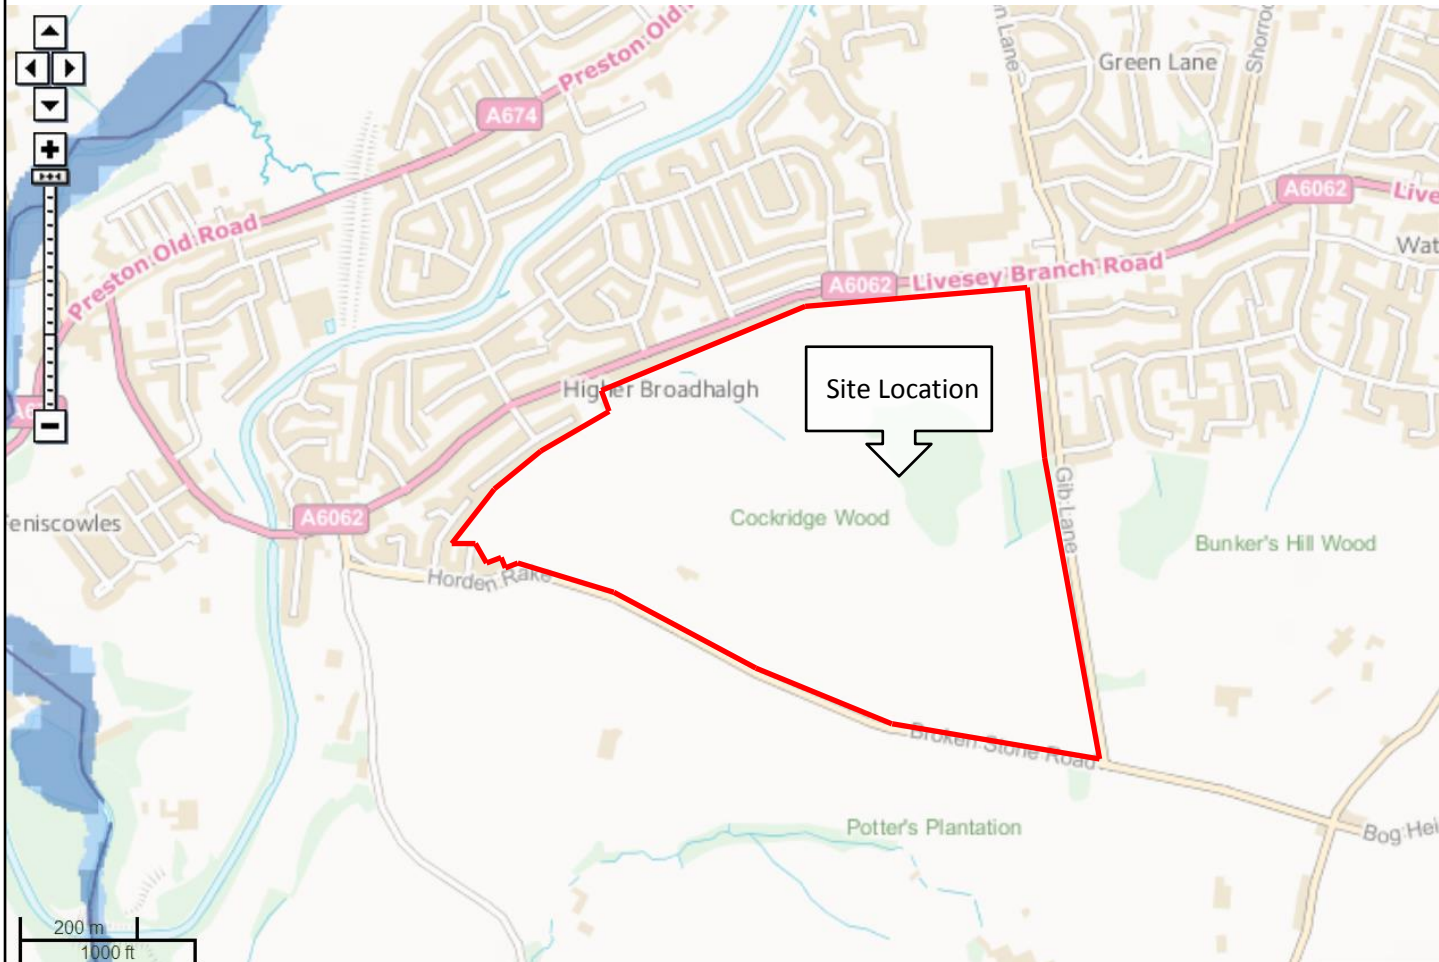 Preston Old
A674
Green Lane
Preston Old Road
A6062
Livesey Branch Road
A6062
Higher Broadhalgh
Site Location
Cockridge Wood
Gib Lane
Bunker's Hill Wood
A6062
Horden Rake
Broken Stone Road
Potter's Plantation
200 m
1000 ft